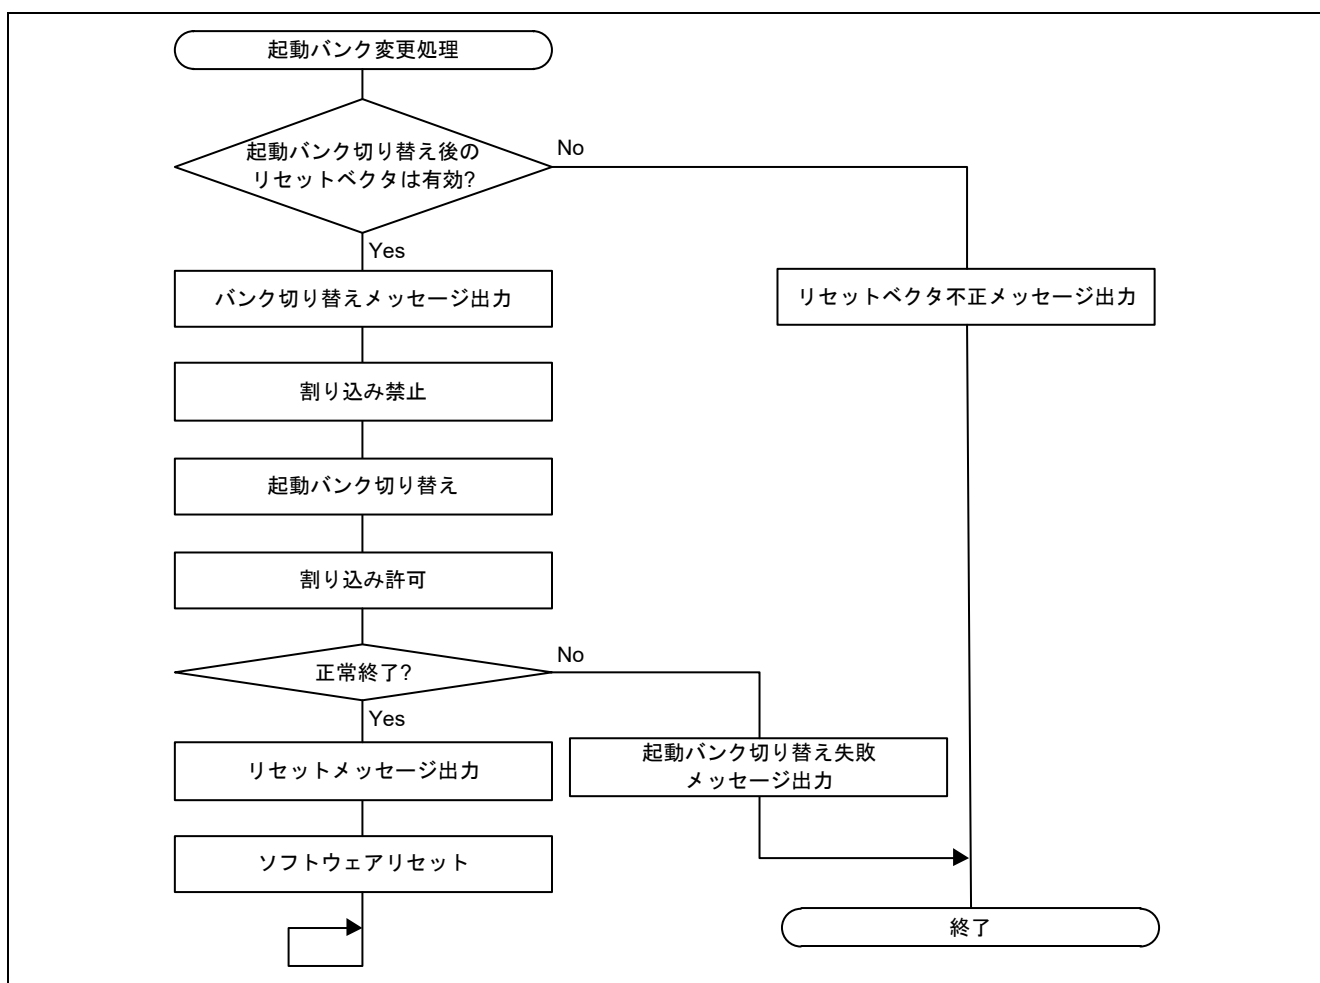 起動バンク変更処理
起動バンク切り替え後の
リセットベクタは有効?
No
Yes
バンク切り替えメッセージ出力
リセットベクタ不正メッセージ出力
割り込み禁止
起動バンク切り替え
割り込み許可
正常終了?
No
Yes
リセットメッセージ出力
起動バンク切り替え失敗
メッセージ出力
ソフトウェアリセット
終了